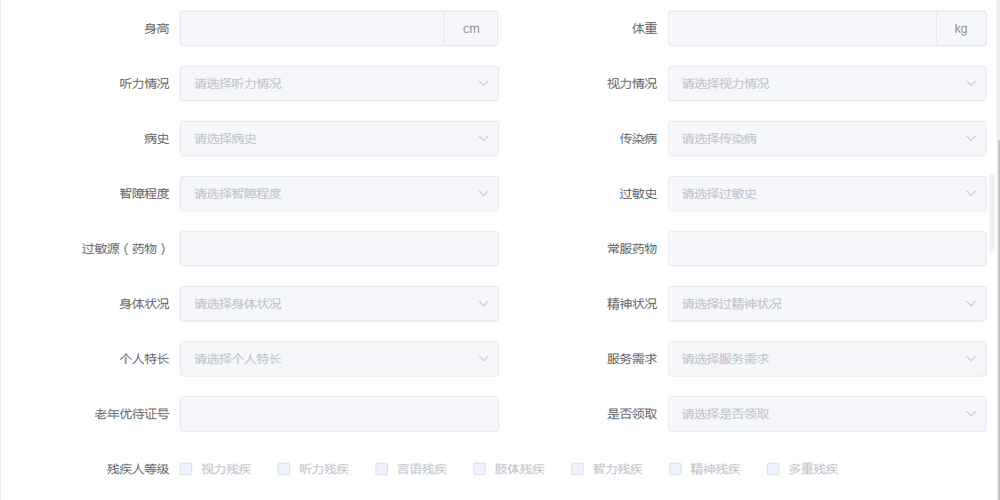 身高 cm 体重 kg
听力情况 请选择听力情况 视力情况 请选择视力情况
病史 请选择病史 传染病 请选择传染病
智障程度 请选择智障程度 过敏史 请选择过敏史
过敏源（药物） 常服药物
身体状况 请选择身体状况 精神状况 请选择过精神状况
个人特长 请选择个人特长 服务需求 请选择服务需求
老年优待证号 是否领取 请选择是否领取
残疾人等级 视力残疾 听力残疾 言语残疾 肢体残疾 智力残疾 精神残疾 多重残疾